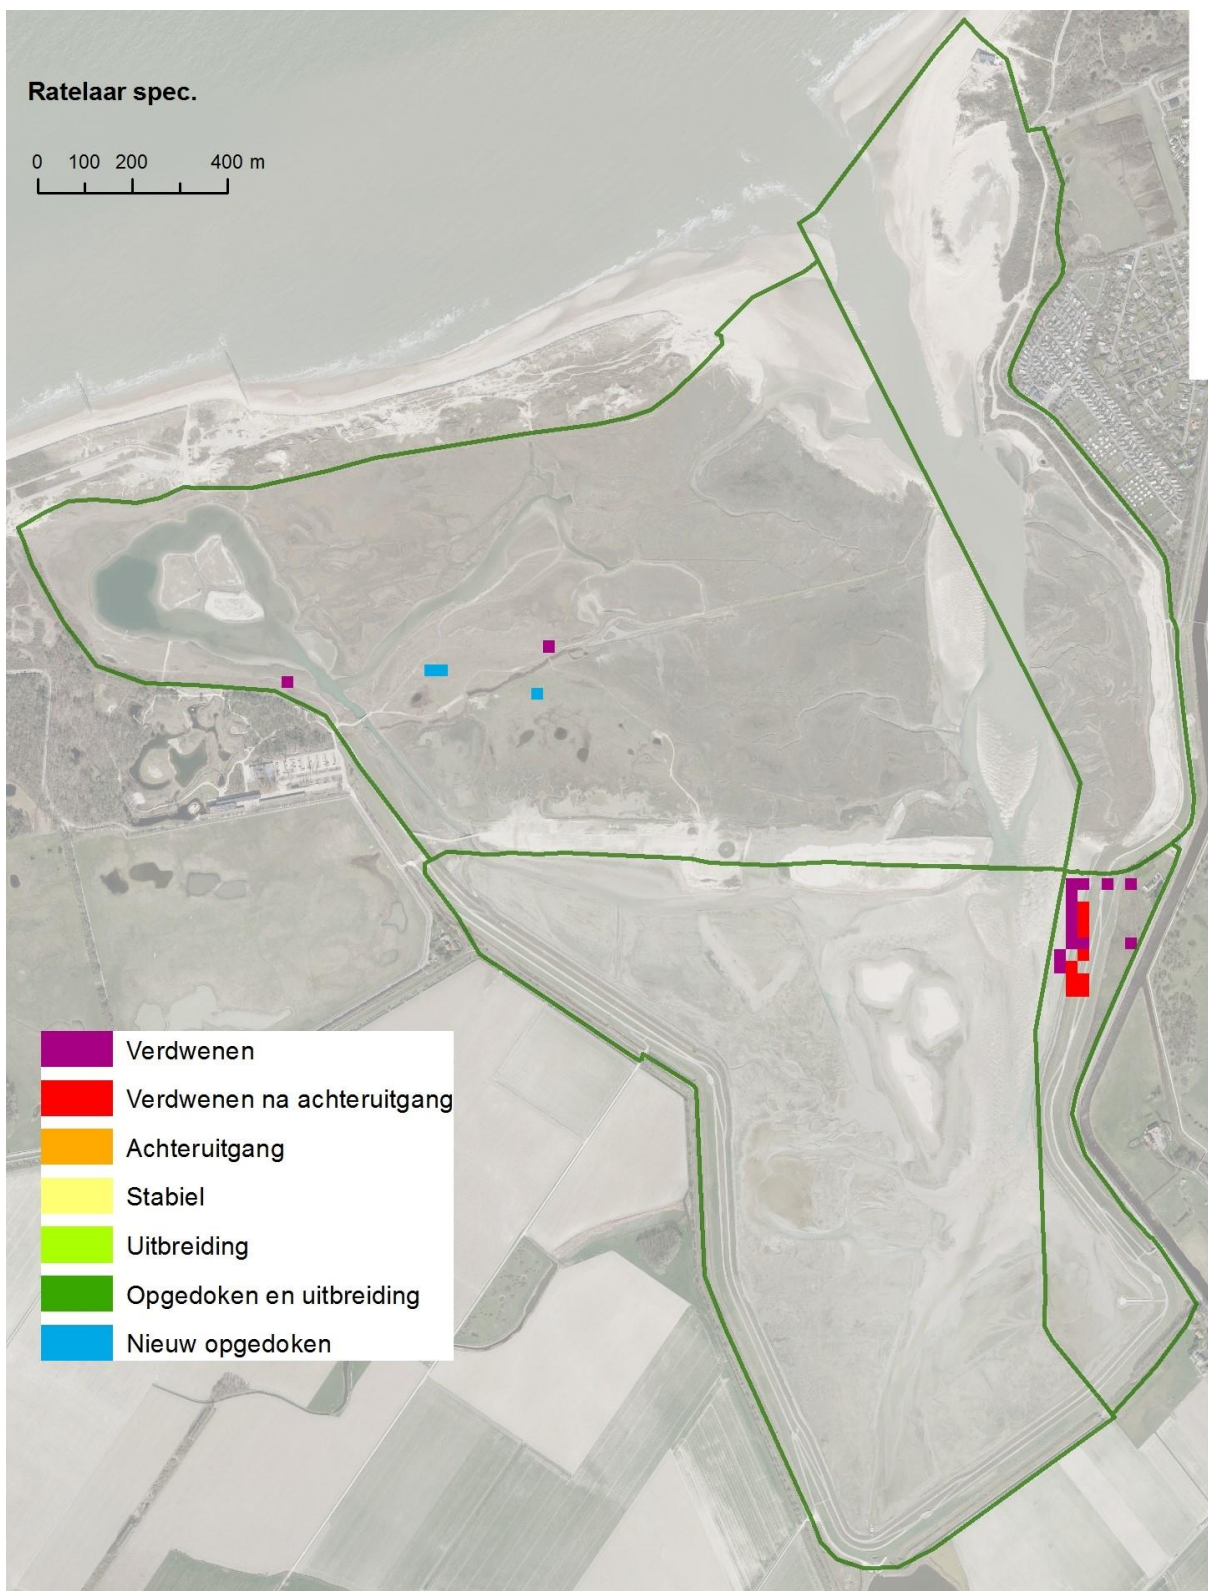 Ratelaar spec.
0 100 200 400 m
Verdwenen
Verdwenen na achteruitgang
Achteruitgang
Stabiel
Uitbreiding
Opgedoken en uitbreiding
Nieuw opgedoken